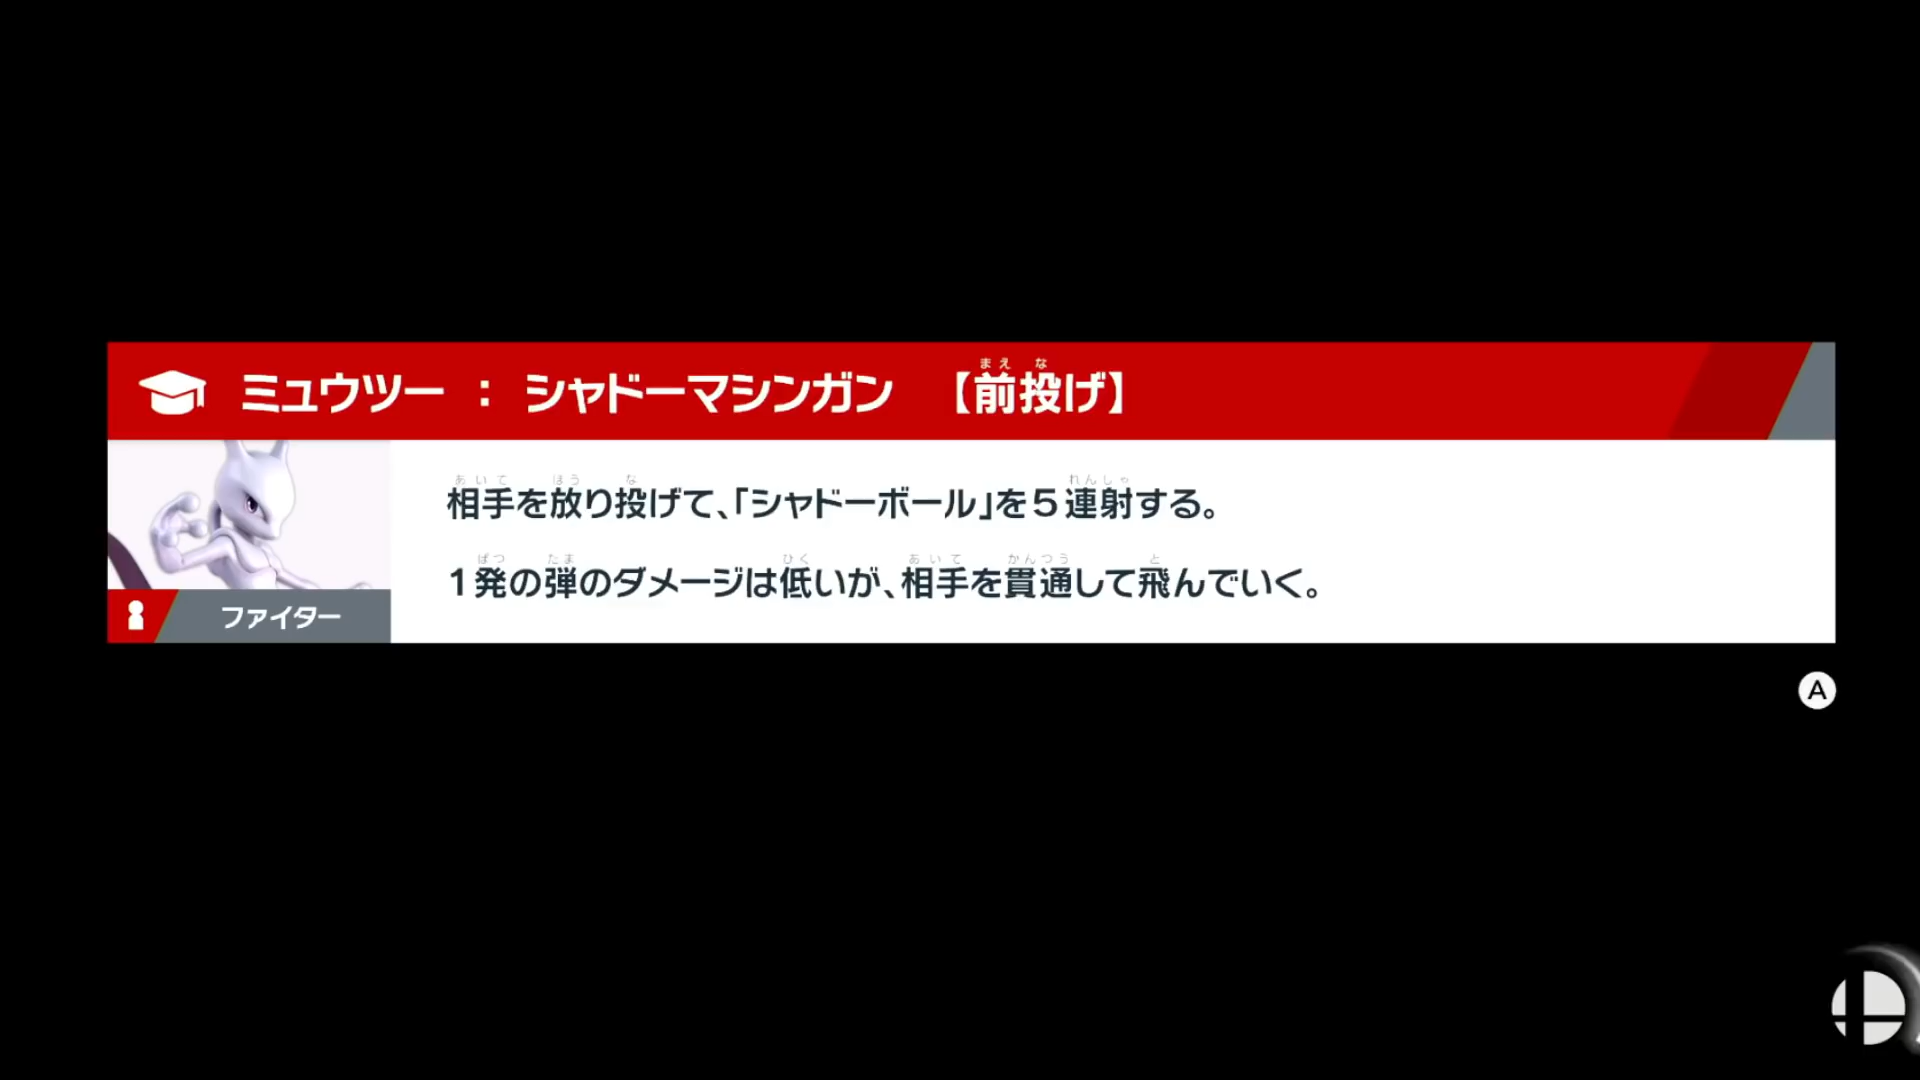 ミュウツー : シャドーマシンガン 【前投げ】
相手を放り投げて、「シャドーボール」を5連射する。
1発の弾のダメージは低いが、相手を貫通して飛んでいく。
ファイター
A